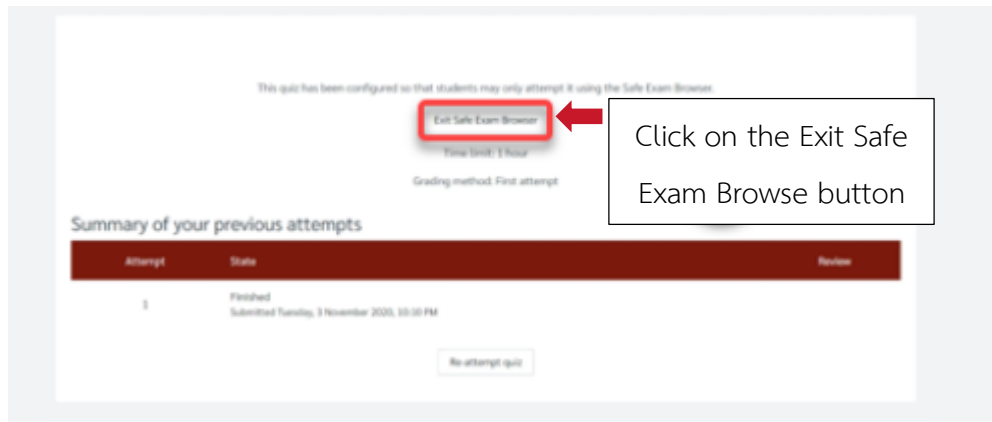 This quiz has been configured so that students may only attempt it using the Safe Exam Browser.
Exit Safe Exam Browser
Click on the Exit Safe
Exam Browse button
Time limit: 1 hour
Grading method: First attempt
Summary of your previous attempts
Attempt State Review
1 Finished
Submitted Tuesday, 3 November 2020, 10:10 PM
Re-attempt quiz